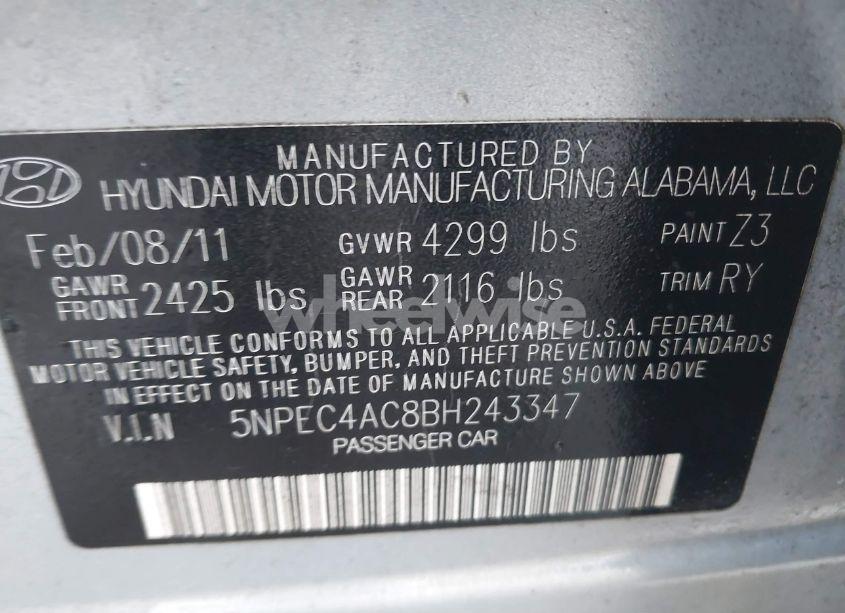 MANUFACTURED BY
HYUNDAI MOTOR MANUFACTURING ALABAMA, LLC
Feb/08/11 GVWR 4299 lbs PAINT Z3
GAWR FRONT 2425 lbs GAWR REAR 2116 lbs TRIM RY
wheelwise
THIS VEHICLE CONFORMS TO ALL APPLICABLE U.S.A. FEDERAL
MOTOR VEHICLE SAFETY, BUMPER, AND THEFT PREVENTION STANDARDS
IN EFFECT ON THE DATE OF MANUFACTURE SHOWN ABOVE
V.I.N 5NPEC4AC8BH243347
PASSENGER CAR